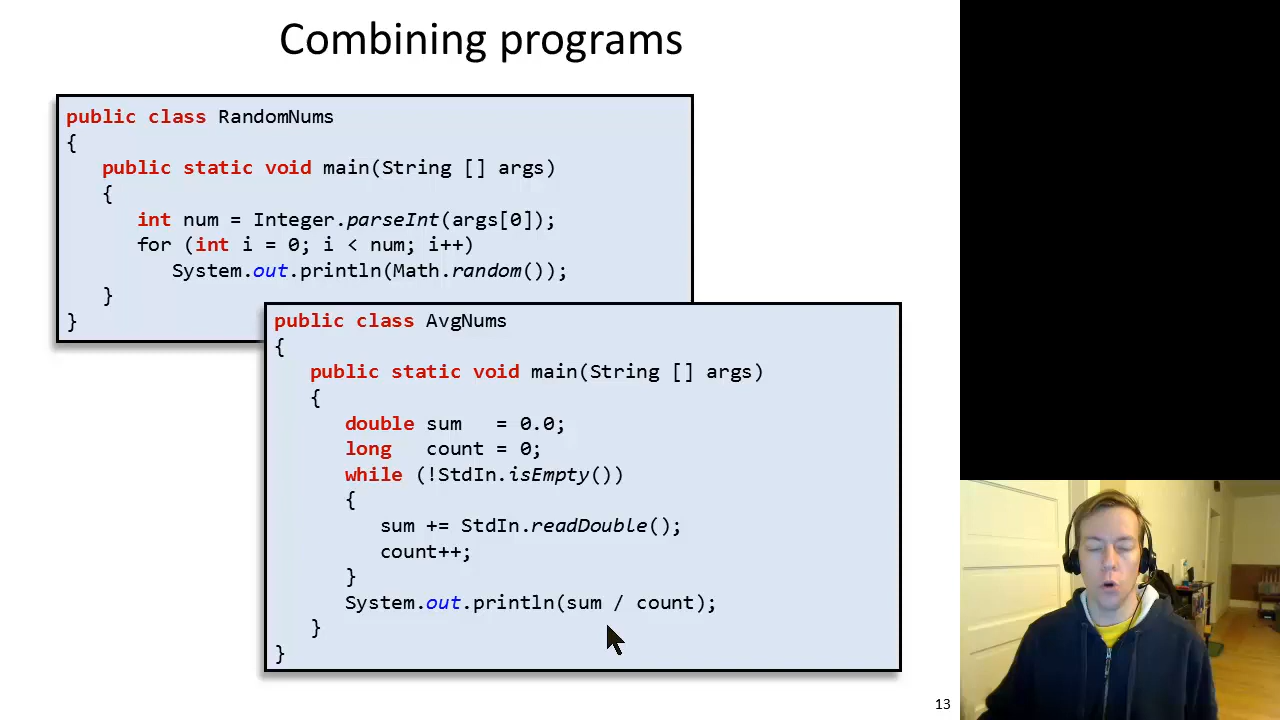 Combining programs
public class RandomNums
{
public static void main(String [] args)
{
int num = Integer.parseInt(args[0]);
for (int i = 0; i < num; i++)
System.out.println(Math.random());
}
}
public class AvgNums
{
public static void main(String [] args)
{
double sum = 0.0;
long count = 0;
while (!StdIn.isEmpty())
{
sum += StdIn.readDouble();
count++;
}
System.out.println(sum / count);
}
}
13